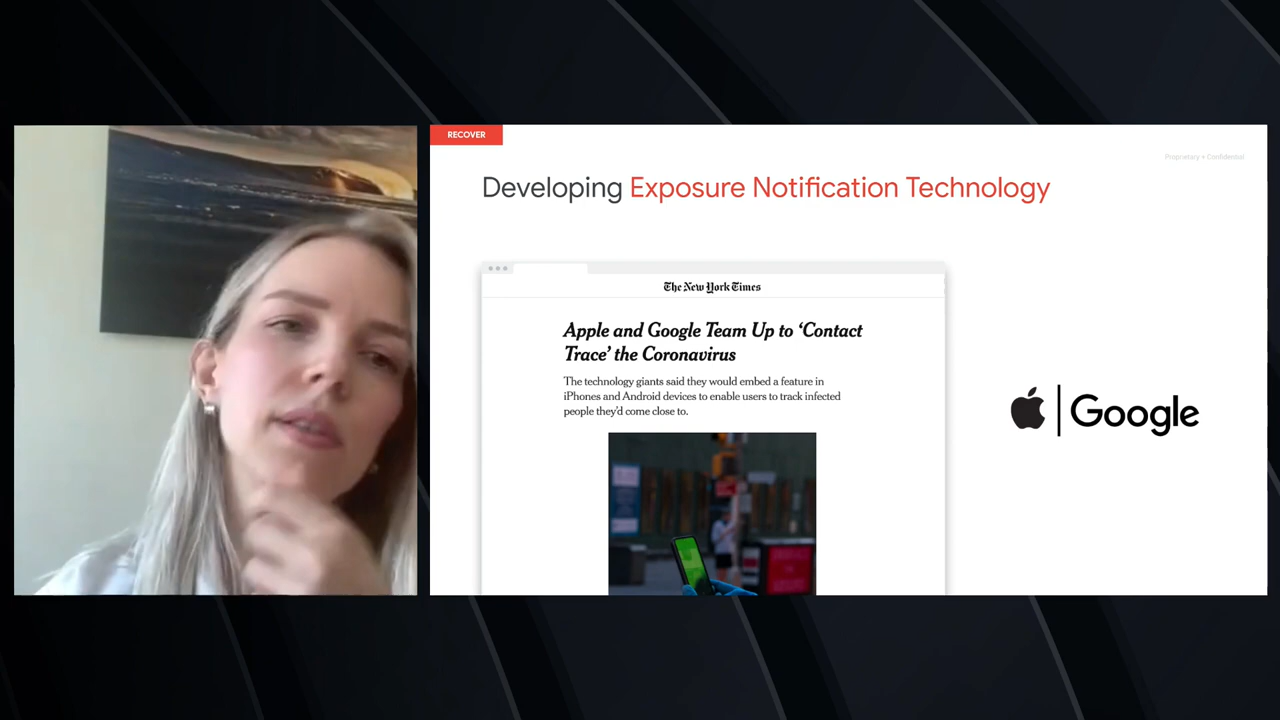 RECOVER
Proprietary + Confidential
Developing Exposure Notification Technology
The New York Times
Apple and Google Team Up to ‘Contact
Trace’ the Coronavirus
The technology giants said they would embed a feature in
iPhones and Android devices to enable users to track infected
people they’d come close to.
Google